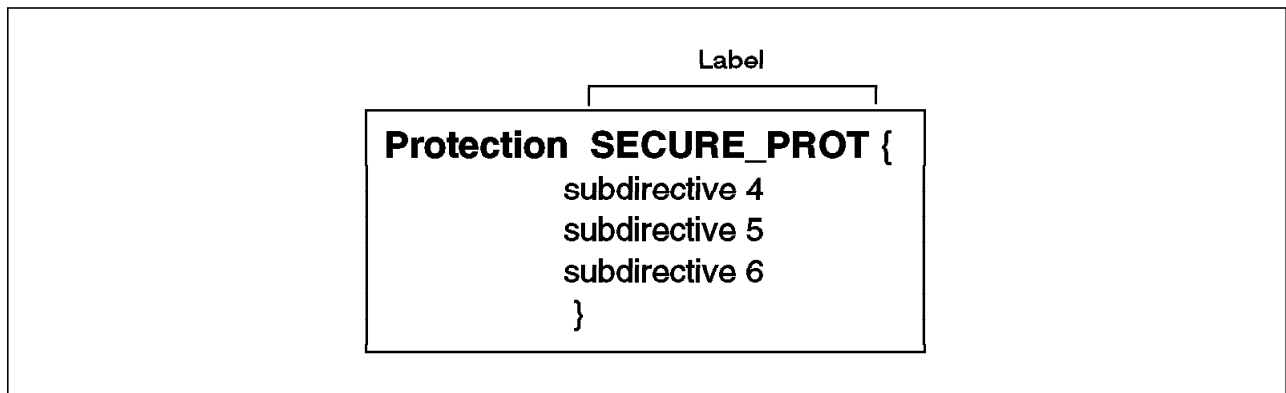 Label
Protection SECURE_PROT {
subdirective 4
subdirective 5
subdirective 6
}